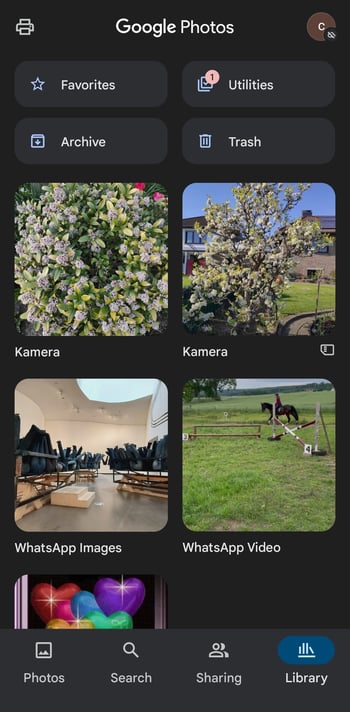 Google Photos
C
Favorites
1
Utilities
Archive
Trash
Kamera
Kamera
WhatsApp Images
WhatsApp Video
Photos
Search
Sharing
Library